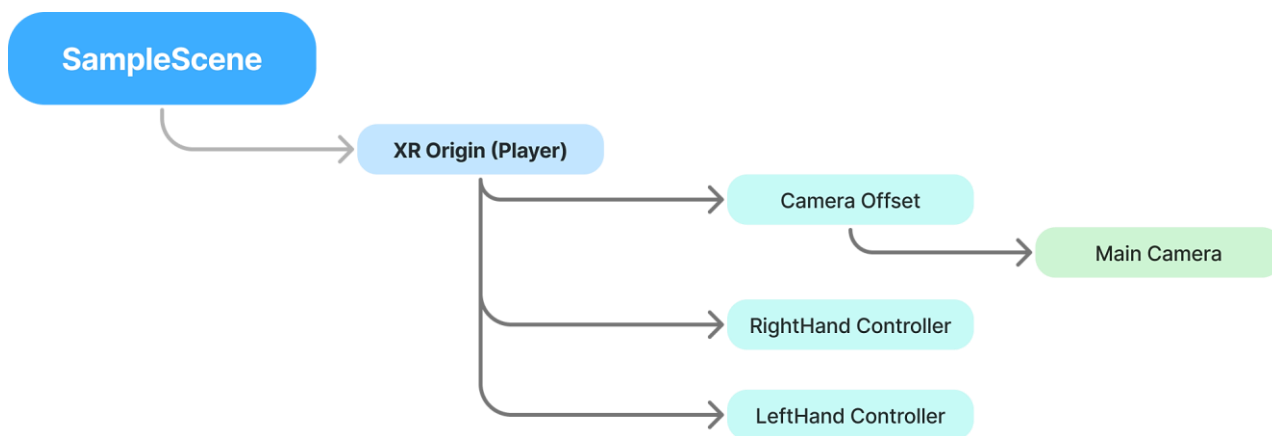 SampleScene
XR Origin (Player)
Camera Offset
Main Camera
RightHand Controller
LeftHand Controller